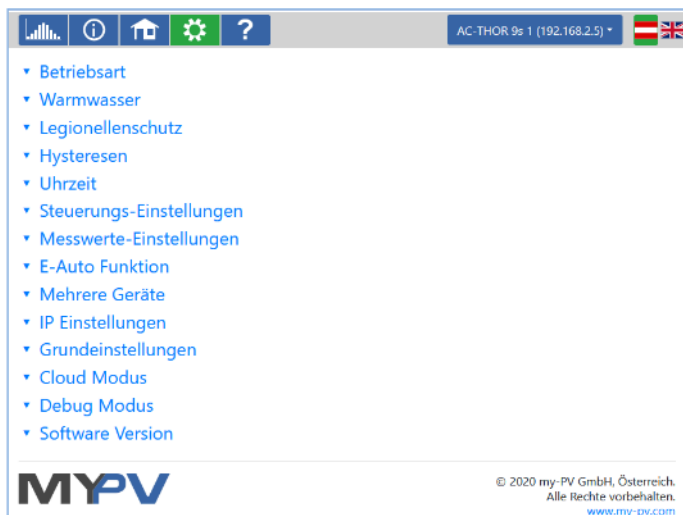 ?
AC-THOR 9s 1 (192.168.2.5)
Betriebsart
Warmwasser
Legionellenschutz
Hysteresen
Uhrzeit
Steuerungs-Einstellungen
Messwerte-Einstellungen
E-Auto Funktion
Mehrere Geräte
IP Einstellungen
Grundeinstellungen
Cloud Modus
Debug Modus
Software Version
MYPV
© 2020 my-PV GmbH, Österreich.
Alle Rechte vorbehalten.
www.my-pv.com